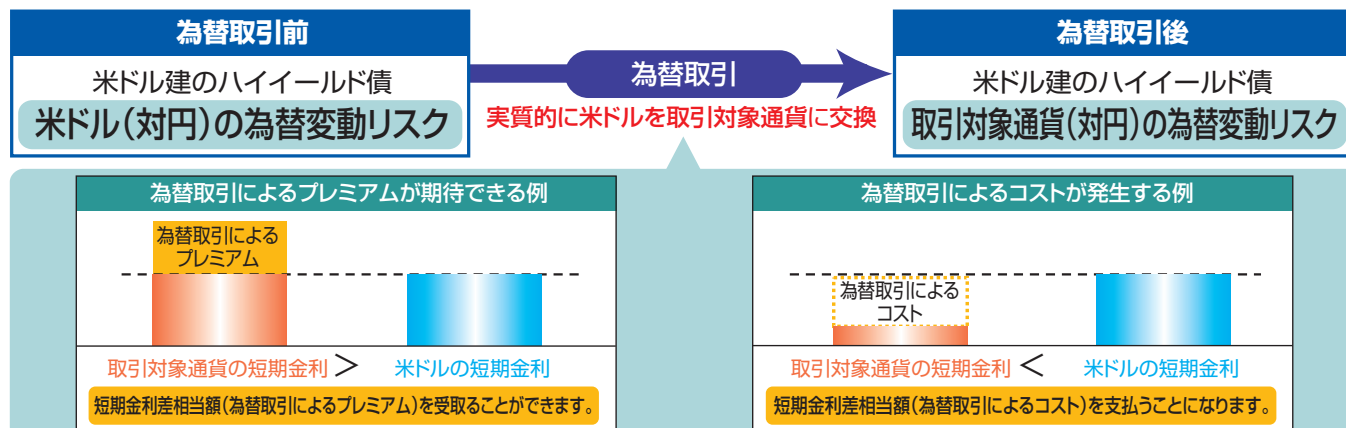 為替取引前
米ドル建のハイイールド債
米ドル(対円)の為替変動リスク
為替取引
実質的に米ドルを取引対象通貨に交換
為替取引後
米ドル建のハイイールド債
取引対象通貨(対円)の為替変動リスク
為替取引によるプレミアムが期待できる例
為替取引による
プレミアム
取引対象通貨の短期金利 > 米ドルの短期金利
短期金利差相当額(為替取引によるプレミアム)を受取ることができます。
為替取引によるコストが発生する例
為替取引による
コスト
取引対象通貨の短期金利 < 米ドルの短期金利
短期金利差相当額(為替取引によるコスト)を支払うことになります。